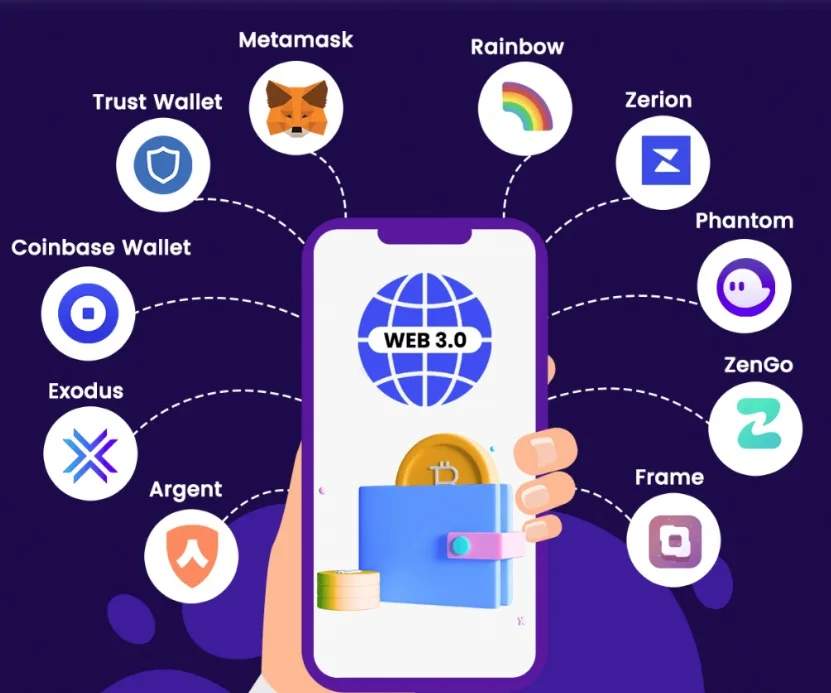 Metamask
Rainbow
Trust Wallet
Zerion
Phantom
Coinbase Wallet
WEB 3.0
ZenGo
Exodus
Frame
Argent